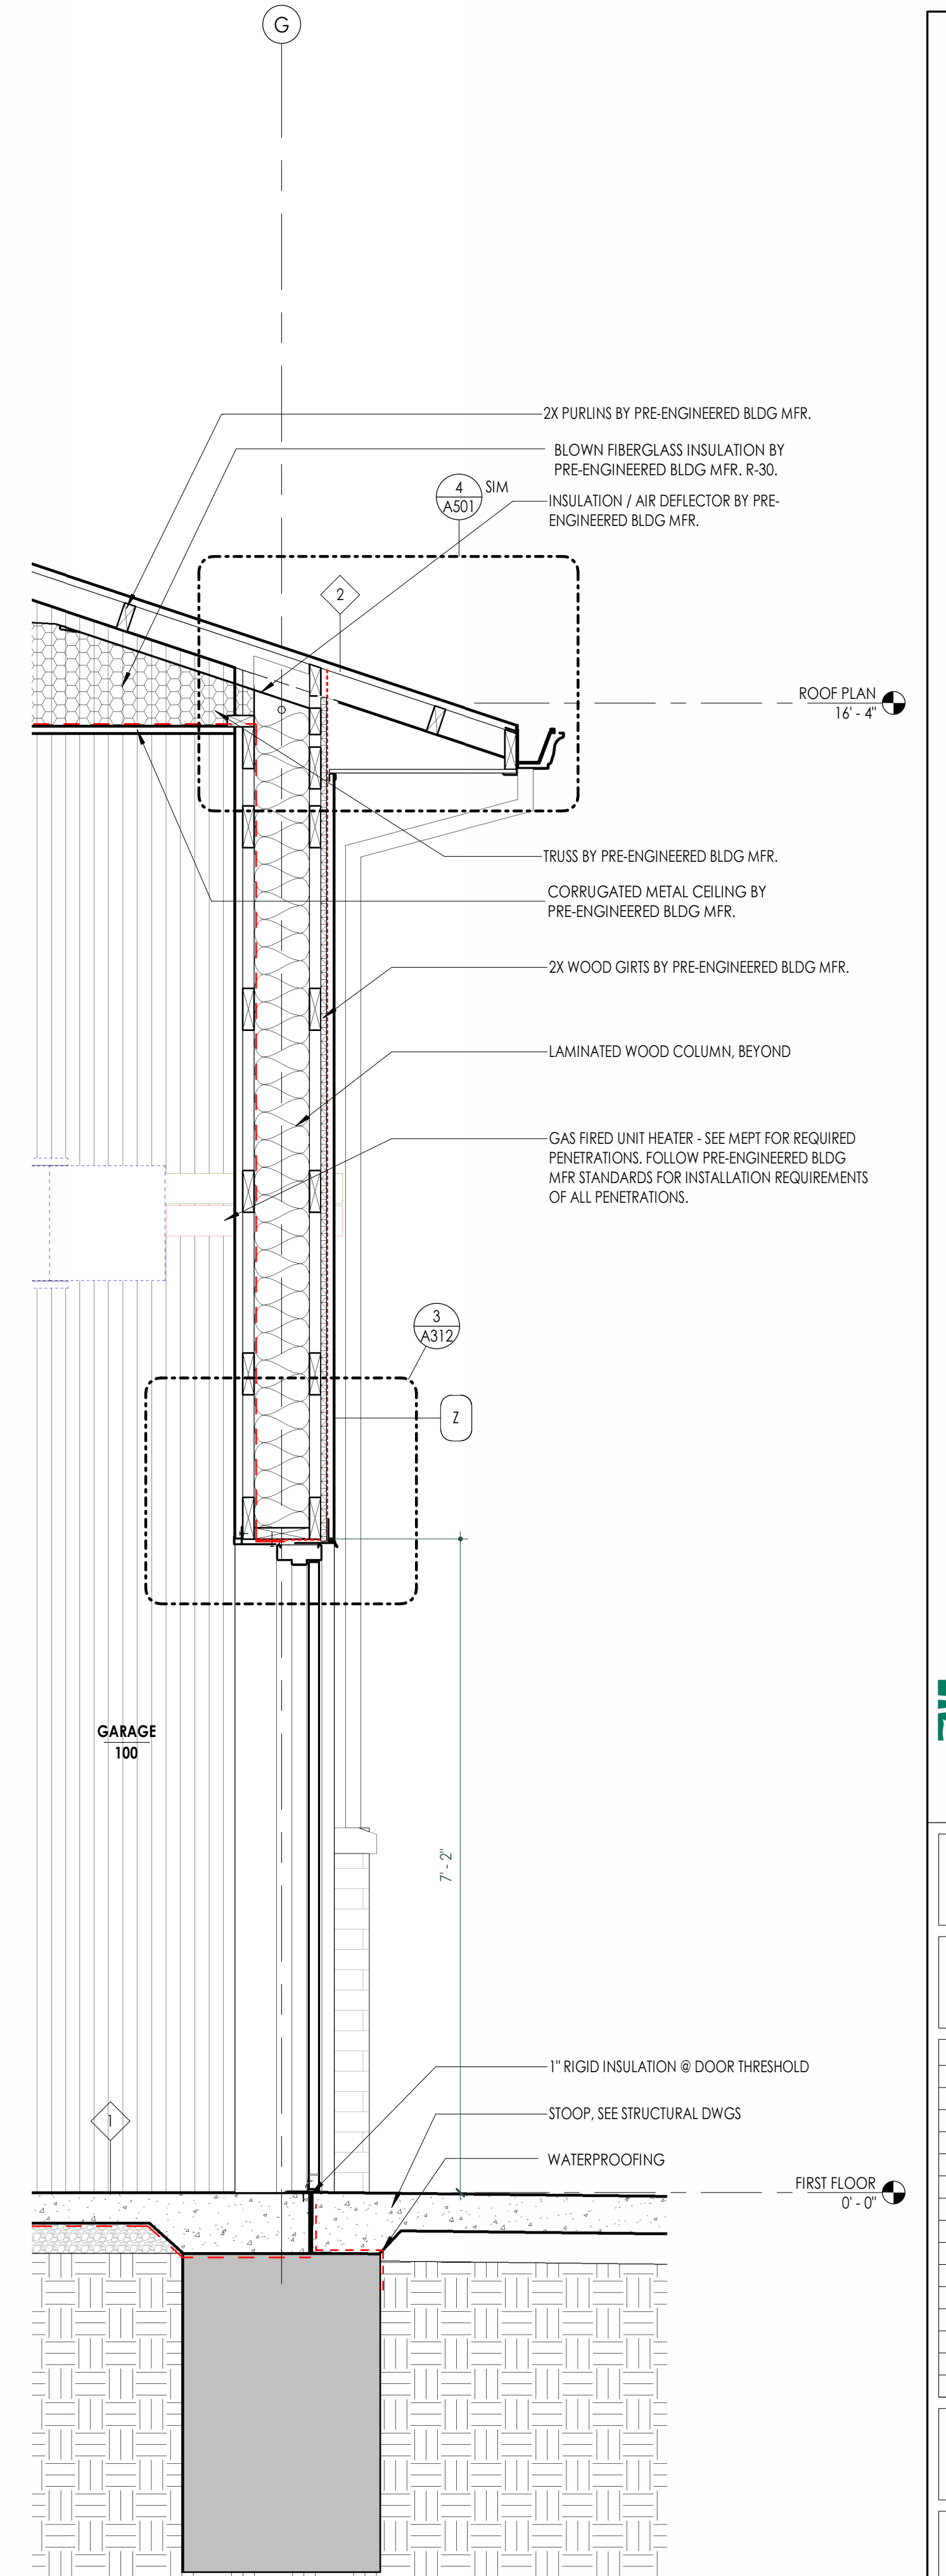 G
2X PURLINS BY PRE-ENGINEERED BLDG MFR.
BLOWN FIBERGLASS INSULATION BY
PRE-ENGINEERED BLDG MFR. R-30.
4
A501
SIM
INSULATION / AIR DEFLECTOR BY PRE-
ENGINEERED BLDG MFR.
2
ROOF PLAN
16' - 4"
TRUSS BY PRE-ENGINEERED BLDG MFR.
CORRUGATED METAL CEILING BY
PRE-ENGINEERED BLDG MFR.
2X WOOD GIRTS BY PRE-ENGINEERED BLDG MFR.
LAMINATED WOOD COLUMN, BEYOND
GAS FIRED UNIT HEATER - SEE MEPT FOR REQUIRED
PENETRATIONS. FOLLOW PRE-ENGINEERED BLDG
MFR STANDARDS FOR INSTALLATION REQUIREMENTS
OF ALL PENETRATIONS.
3
A312
Z
GARAGE
100
7' - 2"
1" RIGID INSULATION @ DOOR THRESHOLD
1
STOOP, SEE STRUCTURAL DWGS
WATERPROOFING
FIRST FLOOR
0' - 0"